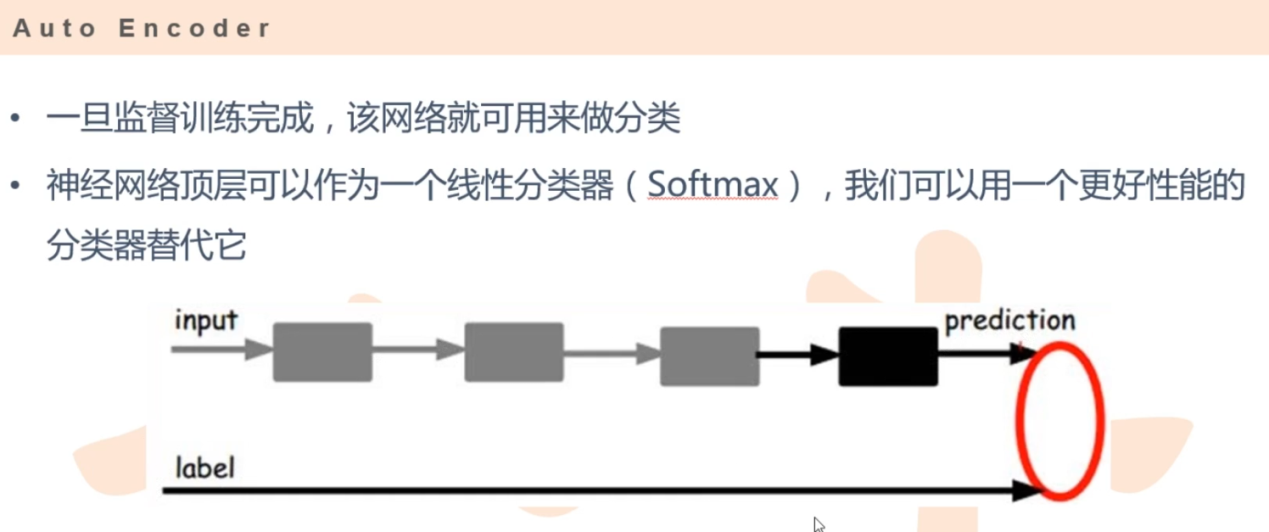 Auto Encoder
• 一旦监督训练完成，该网络就可用来做分类
• 神经网络顶层可以作为一个线性分类器（Softmax），我们可以用一个更好性能的
分类器替代它
input
prediction
label